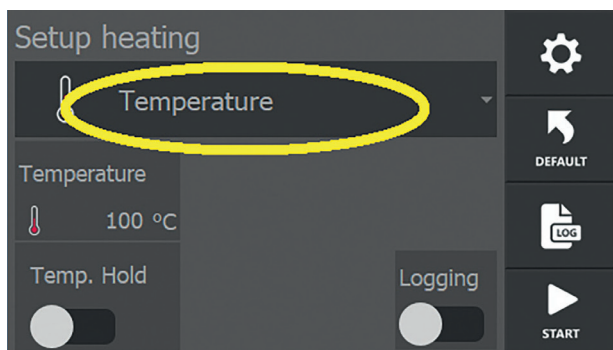 Setup heating
Temperature
Temperature
100 °C
Temp. Hold
Logging
DEFAULT
LOG
START